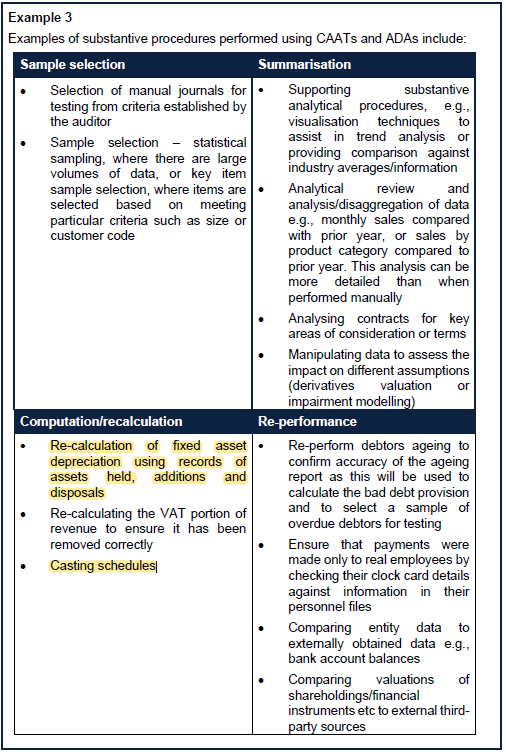 Example 3
Examples of substantive procedures performed using CAATs and ADAs include:
Sample selection
• Selection of manual journals for
testing from criteria established by
the auditor
• Sample selection – statistical
sampling, where there are large
volumes of data, or key item
sample selection, where items are
selected based on meeting
particular criteria such as size or
customer code
Summarisation
• Supporting substantive
analytical procedures, e.g.,
visualisation techniques to
assist in trend analysis or
providing comparison against
industry averages/information
• Analytical review and
analysis/disaggregation of data
e.g., monthly sales compared
with prior year, or sales by
product category compared to
prior year. This analysis can be
more detailed than when
performed manually
• Analysing contracts for key
areas of consideration or terms
• Manipulating data to assess the
impact on different assumptions
(derivatives valuation or
impairment modelling)
Computation/recalculation
• Re-calculation of fixed asset
depreciation using records of
assets held, additions and
disposals
• Re-calculating the VAT portion of
revenue to ensure it has been
removed correctly
• Casting schedules
Re-performance
• Re-perform debtors ageing to
confirm accuracy of the ageing
report as this will be used to
calculate the bad debt provision
and to select a sample of
overdue debtors for testing
• Ensure that payments were
made only to real employees by
checking their clock card details
against information in their
personnel files
• Comparing entity data to
externally obtained data e.g.,
bank account balances
• Comparing valuations of
shareholdings/financial
instruments etc to external third-
party sources